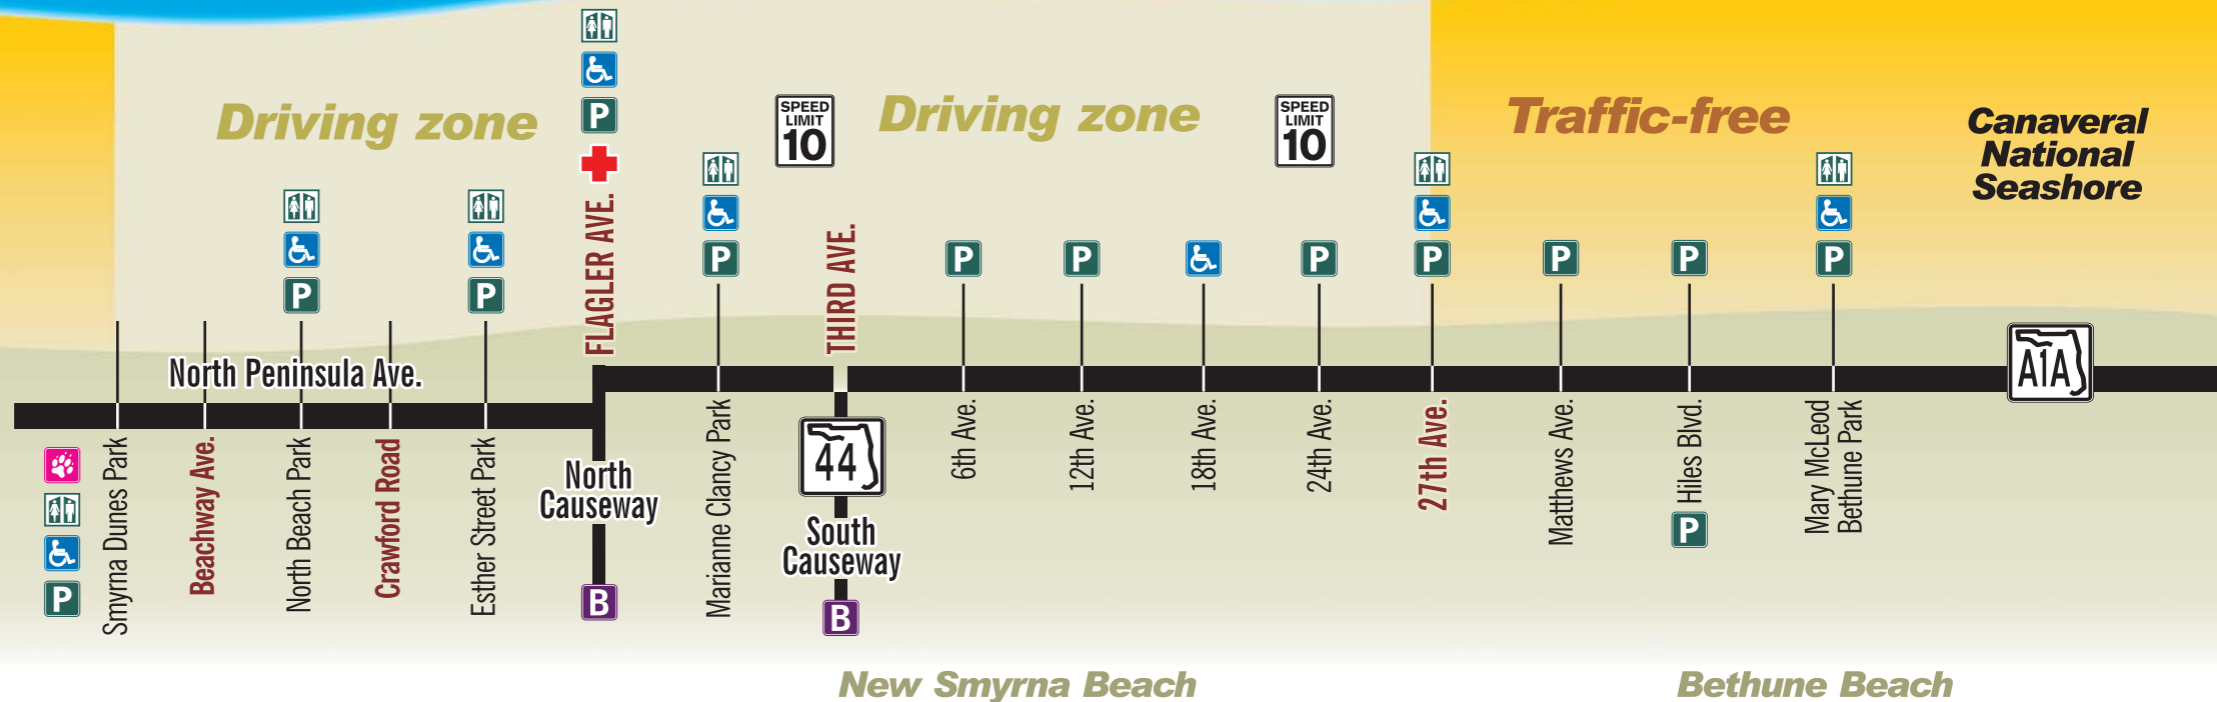 Driving zone
P
FLAGLER AVE.
SPEED
LIMIT
10
Driving zone
SPEED
LIMIT
10
Traffic-free
Canaveral
National
Seashore
P
P
P
THIRD AVE.
P
P
P
P
P
P
P
North Peninsula Ave.
A1A
P
Smyrna Dunes Park
Beachway Ave.
North Beach Park
Crawford Road
Esther Street Park
North
Causeway
B
Marianne Clancy Park
44
South
Causeway
B
6th Ave.
12th Ave.
18th Ave.
24th Ave.
27th Ave.
Matthews Ave.
Hiles Blvd.
P
Mary McLeod
Bethune Park
New Smyrna Beach
Bethune Beach